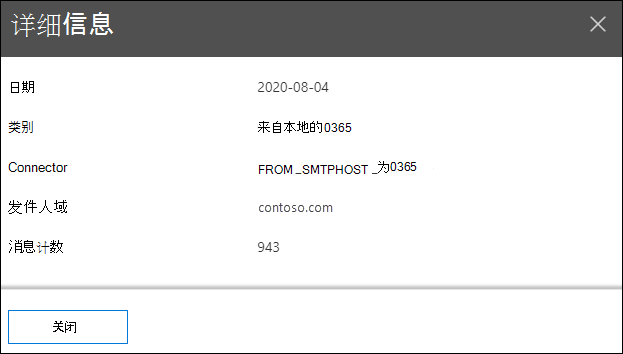 详细信息
日期 2020-08-04
类别 来自本地的0365
Connector FROM _SMTPHOST _为0365
发件人域 contoso.com
消息计数 943
关闭